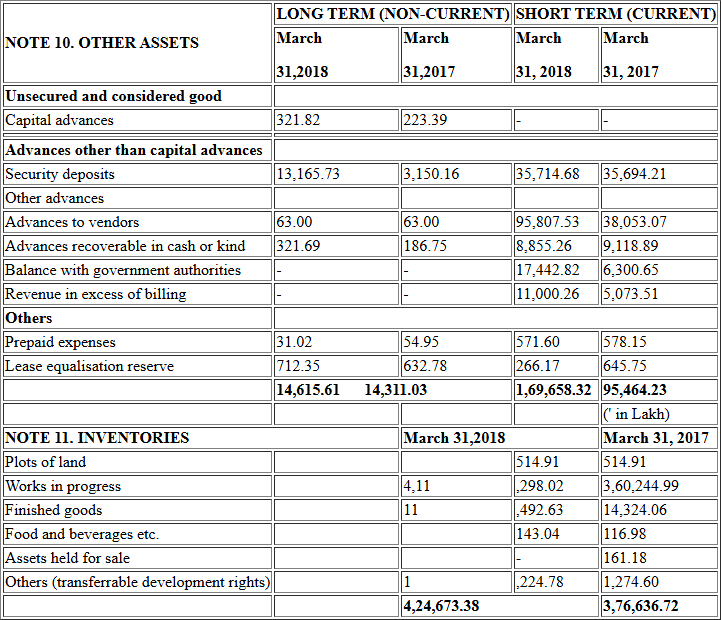 LONG TERM (NON-CURRENT) SHORT TERM (CURRENT)
NOTE 10. OTHER ASSETS March 31,2018 March 31,2017 March 31, 2018 March 31, 2017
Unsecured and considered good
Capital advances 321.82 223.39 - -
Advances other than capital advances
Security deposits 13,165.73 3,150.16 35,714.68 35,694.21
Other advances
Advances to vendors 63.00 63.00 95,807.53 38,053.07
Advances recoverable in cash or kind 321.69 186.75 8,855.26 9,118.89
Balance with government authorities - - 17,442.82 6,300.65
Revenue in excess of billing - - 11,000.26 5,073.51
Others
Prepaid expenses 31.02 54.95 571.60 578.15
Lease equalisation reserve 712.35 632.78 266.17 645.75
14,615.61 14,311.03 1,69,658.32 95,464.23
(' in Lakh)
NOTE 11. INVENTORIES March 31,2018 March 31, 2017
Plots of land 514.91 514.91
Works in progress 4,11 ,298.02 3,60,244.99
Finished goods 11 ,492.63 14,324.06
Food and beverages etc. 143.04 116.98
Assets held for sale - 161.18
Others (transferrable development rights) 1 ,224.78 1,274.60
4,24,673.38 3,76,636.72